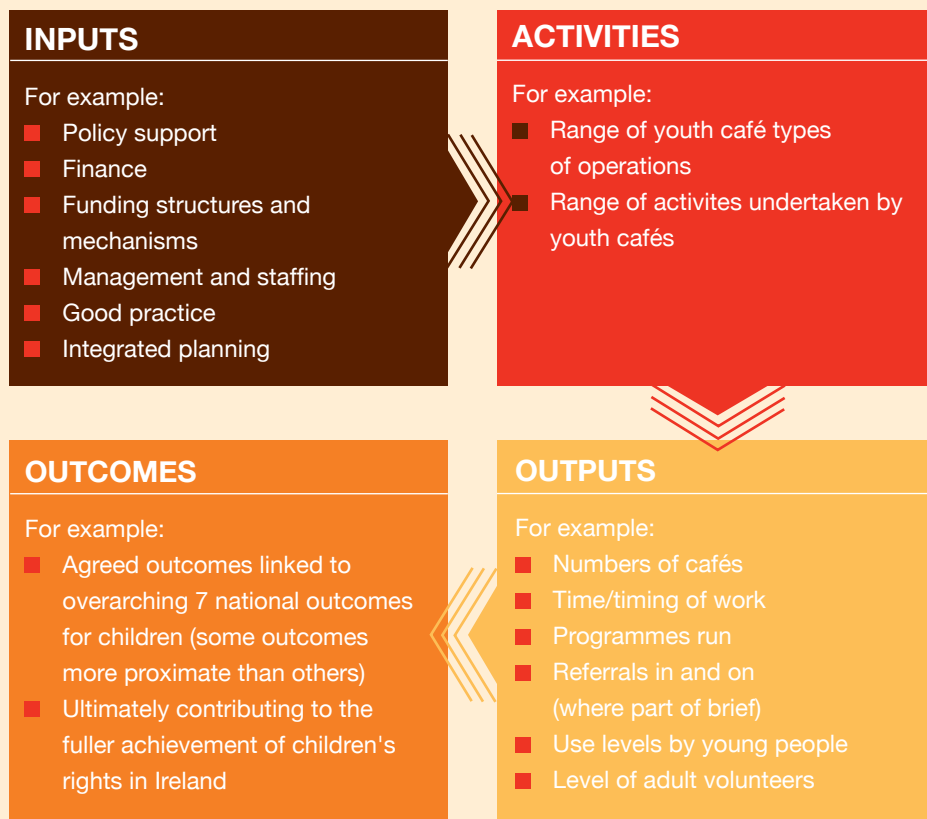 INPUTS
For example:
Policy support
Finance
Funding structures and
mechanisms
Management and staffing
Good practice
Integrated planning
ACTIVITIES
For example:
Range of youth café types
of operations
Range of activites undertaken by
youth cafés
OUTCOMES
For example:
Agreed outcomes linked to
overarching 7 national outcomes
for children (some outcomes
more proximate than others)
Ultimately contributing to the
fuller achievement of children's
rights in Ireland
OUTPUTS
For example:
Numbers of cafés
Time/timing of work
Programmes run
Referrals in and on
(where part of brief)
Use levels by young people
Level of adult volunteers